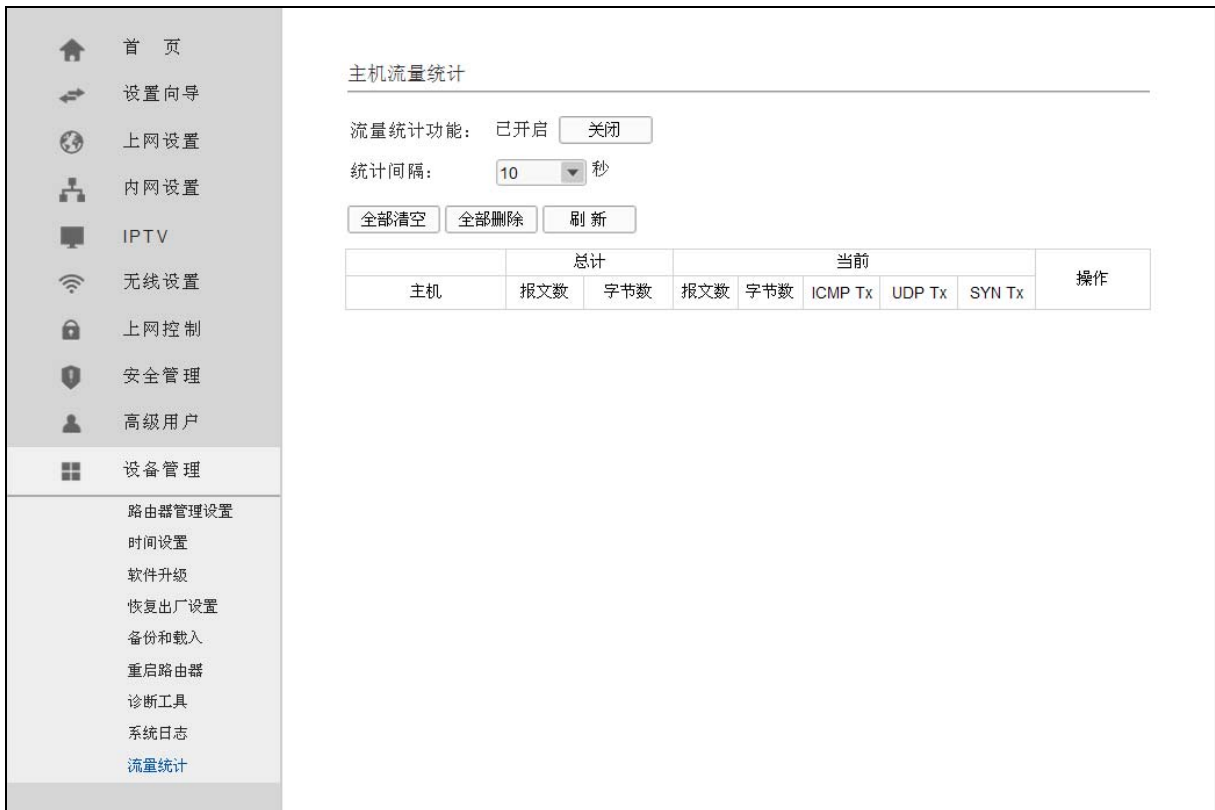 首 页
设置向导
上网设置
内网设置
IPTV
无线设置
上网控制
安全管理
高级用户
设备管理
路由器管理设置
时间设置
软件升级
恢复出厂设置
备份和载入
重启路由器
诊断工具
系统日志
流量统计
主机流量统计
流量统计功能： 已开启 关闭
统计间隔： 10 秒
全部清空 全部删除 刷 新
总计 当前 操作
主机 报文数 字节数 报文数 字节数 ICMP Tx UDP Tx SYN Tx